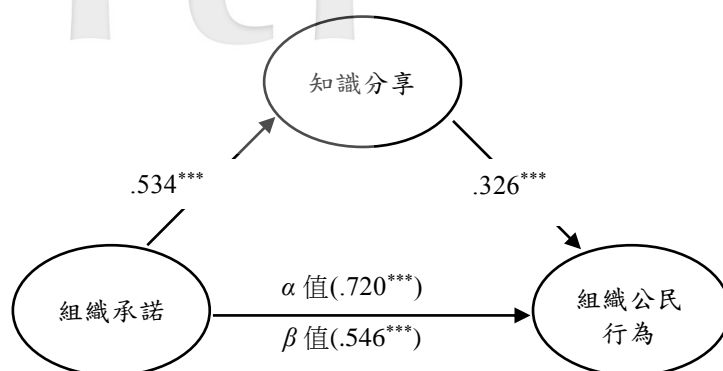 知識分享
.534***
.326***
組織承諾
α 值(.720***)
β 值(.546***)
組織公民
行為